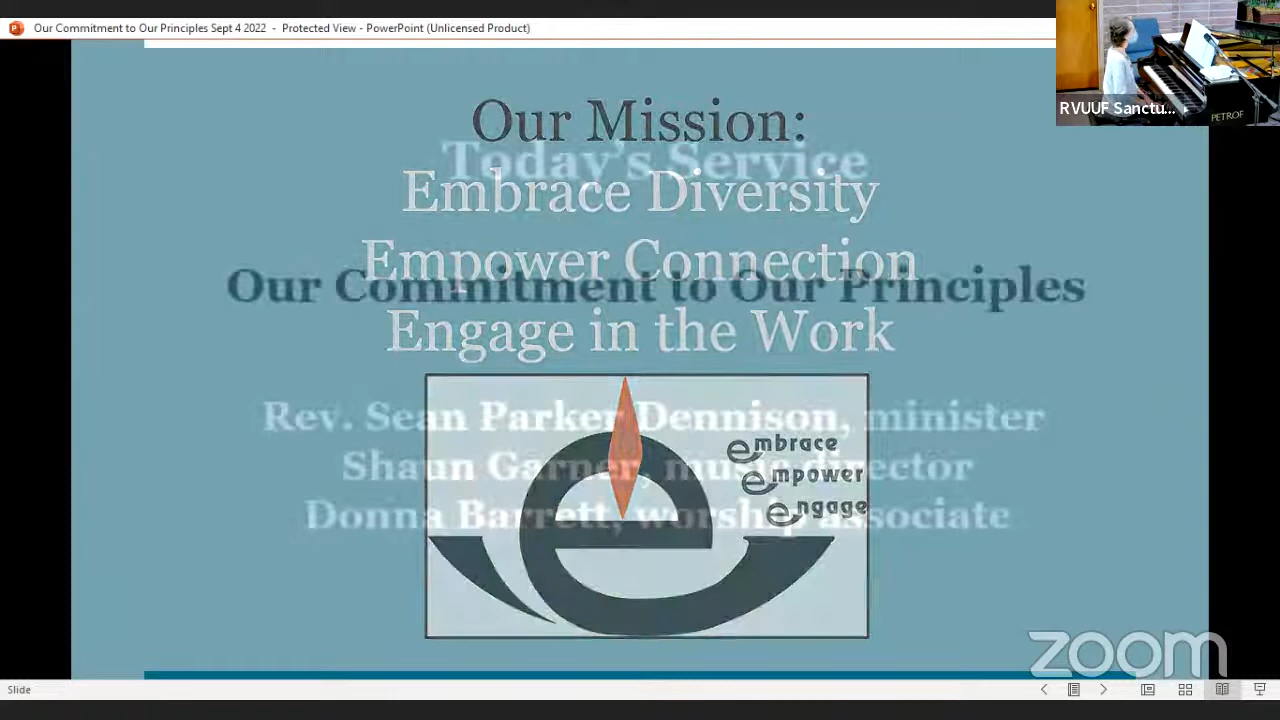 Our Commitment to Our Principles Sept 4 2022 - Protected View - PowerPoint (Unlicensed Product)
RVUUF Sanctu...
PETROF
Our Mission:
Today's Service
Embrace Diversity
Empower Connection
Our Commitment to Our Principles
Engage in the Work
Rev. Sean Parker Dennison, minister
Shaun Garner, music director
Donna Barrett, worship associate
embrace
empower
engage
zoom
Slide